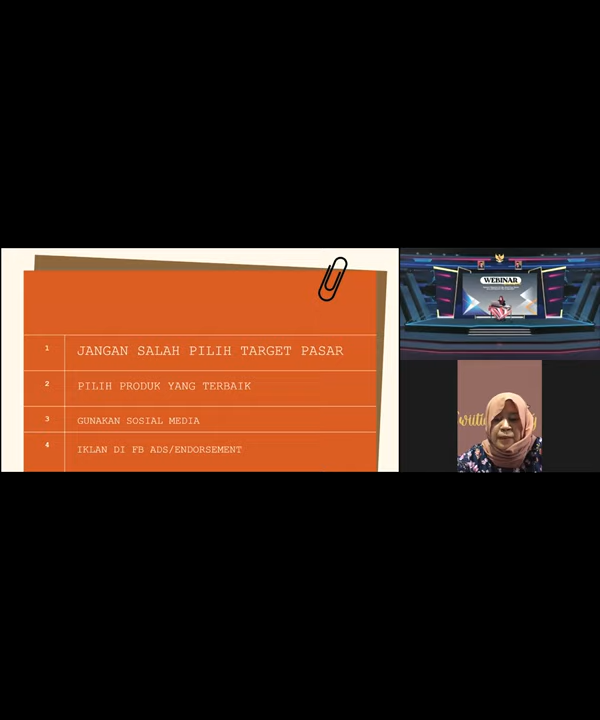 1 JANGAN SALAH PILIH TARGET PASAR
2 PILIH PRODUK YANG TERBAIK
3 GUNAKAN SOSIAL MEDIA
4 IKLAN DI FB ADS/ENDORSEMENT
WEBINAR